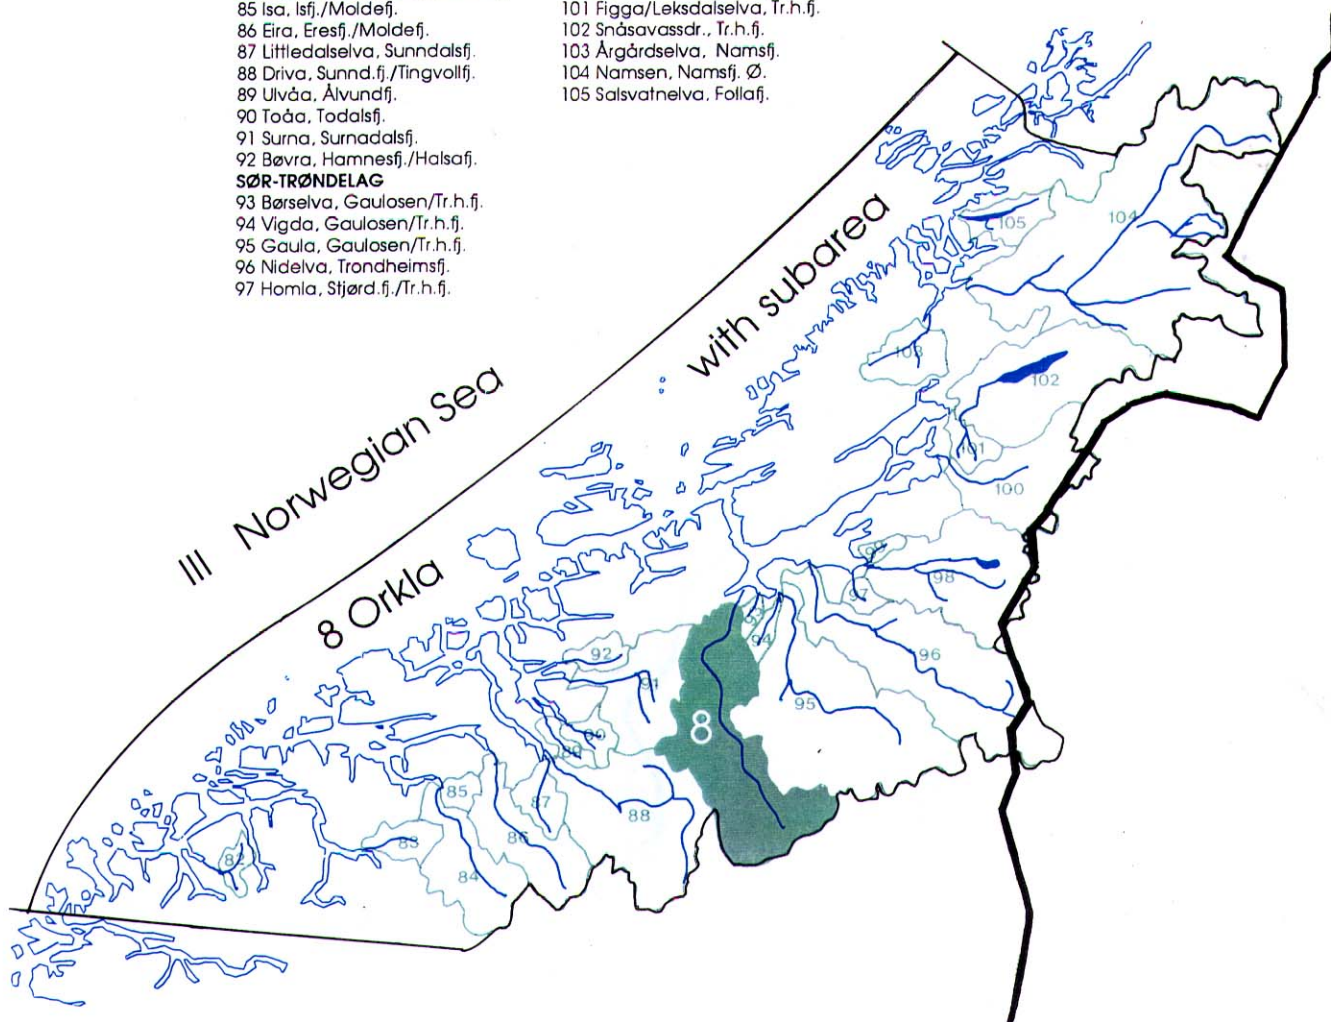 85 Isa, Isfj./Moldefj.
86 Eira, Eresfj./Moldefj.
87 Littledalselva, Sunndalsfj.
88 Driva, Sunnd.fj./Tingvollfj.
89 Ulvåa, Ålvundfj.
90 Toåa, Todalsfj.
91 Surna, Surnadalsfj.
92 Bøvra, Hamnesfj./Halsafj.
SØR-TRØNDELAG
93 Børselva, Gaulosen/Tr.h.fj.
94 Vigda, Gaulosen/Tr.h.fj.
95 Gaula, Gaulosen/Tr.h.fj.
96 Nidelva, Trondheimsfj.
97 Homla, Stjørd.fj./Tr.h.fj.
101 Figga/Leksdalselva, Tr.h.fj.
102 Snåsavassdr., Tr.h.fj.
103 Årgårdselva, Namsfj.
104 Namsen, Namsfj. Ø.
105 Salsvatnelva, Follafj.
III Norwegian Sea
with subarea
8 Orkla
105
104
103
102
101
100
99
98
97
93
94
96
95
92
91
90
89
8
85
87
88
86
83
82
84